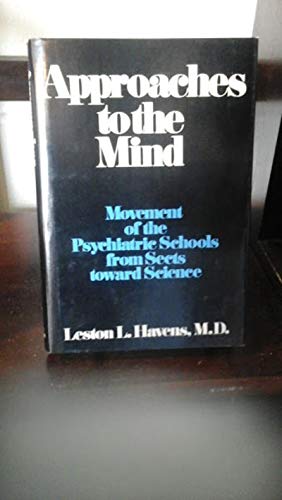 Approaches
to the
Mind
Movement
of the
Psychiatric Schools
from Sects
toward Science
Leston L. Havens, M.D.